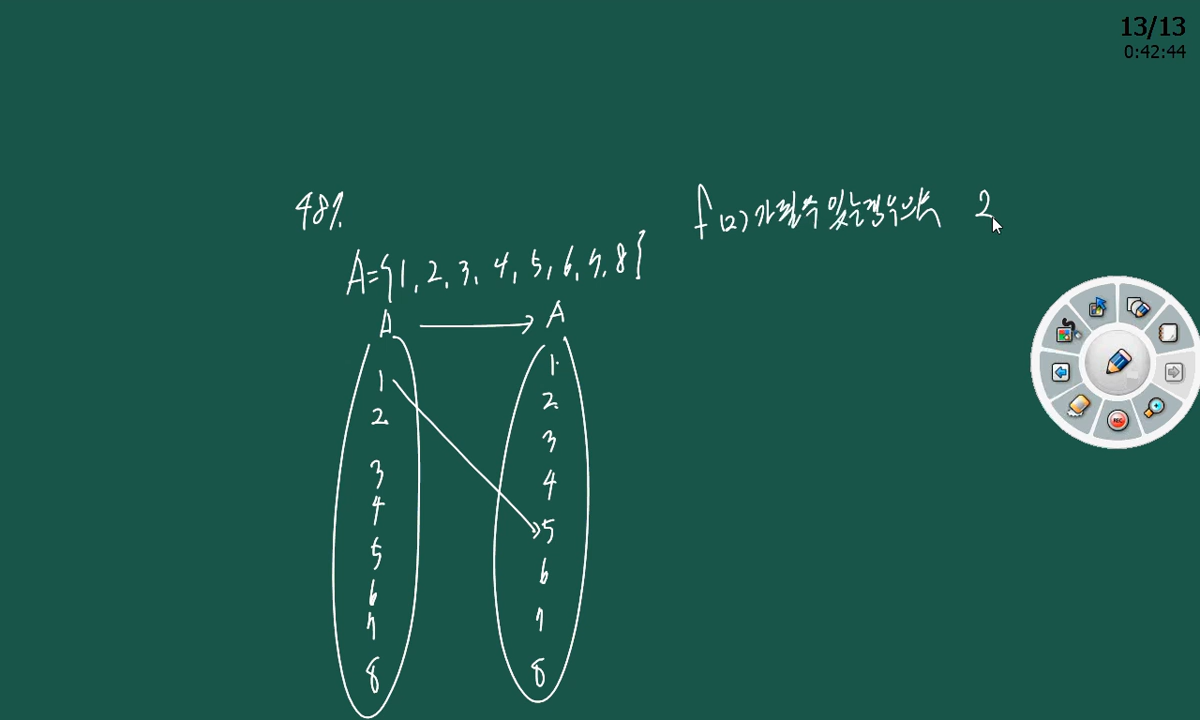 13/13
0:42:44
48%
f(2)가 될 수 있는 경우의 수 2
A={1, 2, 3, 4, 5, 6, 7, 8}
A → A
1 1
2 2
3 3
4 4
5 5
6 6
7 7
8 8
REC